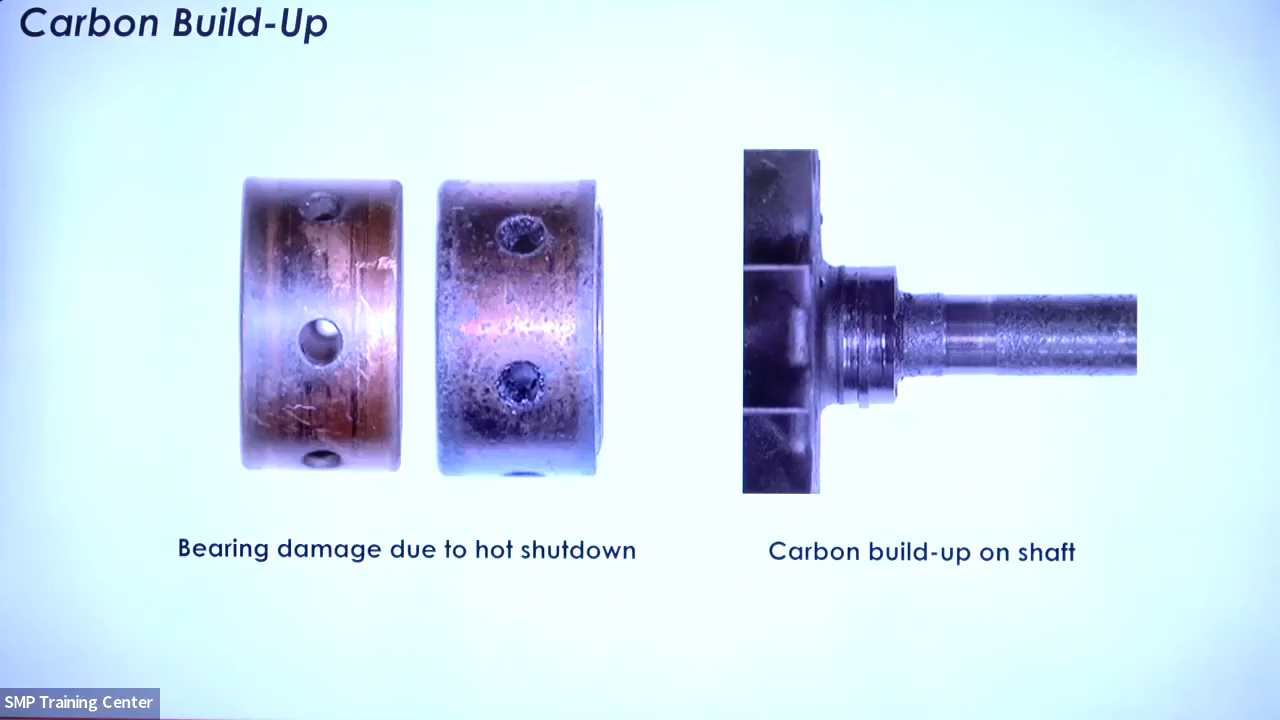 Carbon Build-Up
Bearing damage due to hot shutdown
Carbon build-up on shaft
SMP Training Center